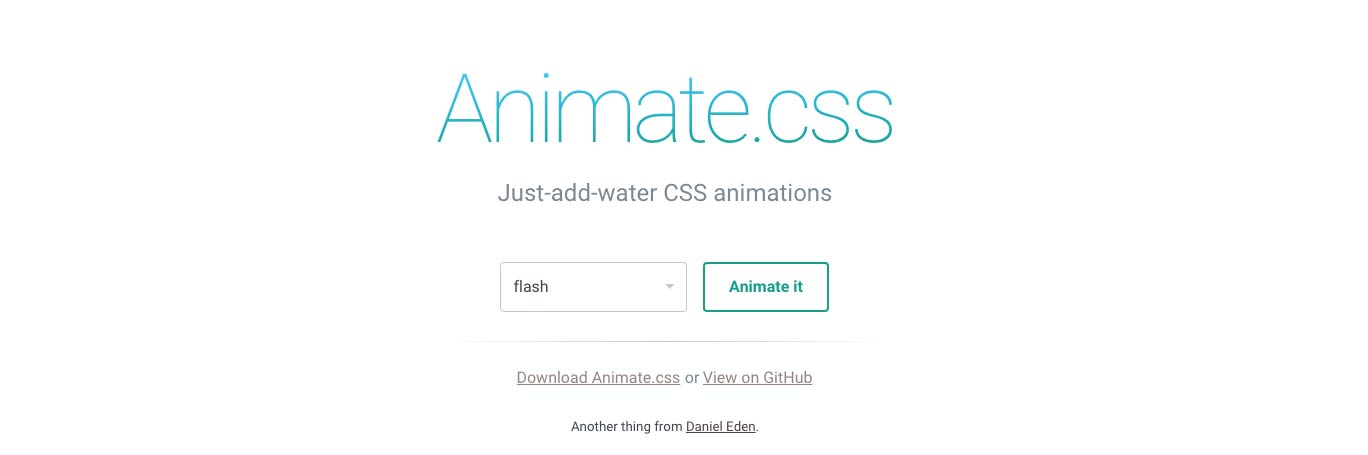 Animate.css
Just-add-water CSS animations
flash
Animate it
Download Animate.css or View on GitHub
Another thing from Daniel Eden.